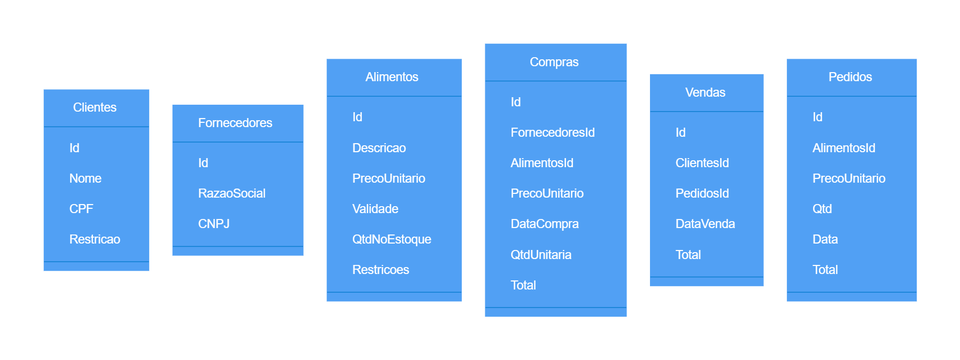 Clientes
Id
Nome
CPF
Restricao
Fornecedores
Id
RazaoSocial
CNPJ
Alimentos
Id
Descricao
PrecoUnitario
Validade
QtdNoEstoque
Restricoes
Compras
Id
FornecedoresId
AlimentosId
PrecoUnitario
DataCompra
QtdUnitaria
Total
Vendas
Id
ClientesId
PedidosId
DataVenda
Total
Pedidos
Id
AlimentosId
PrecoUnitario
Qtd
Data
Total